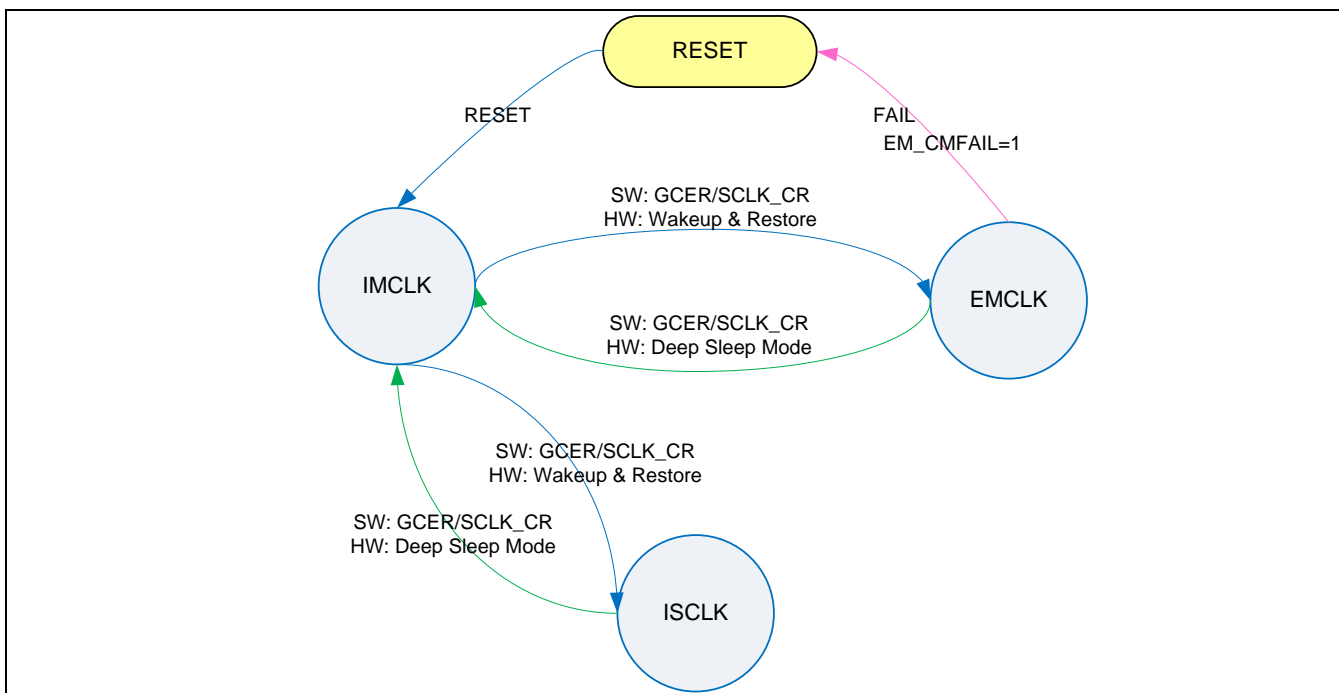 RESET
RESET
FAIL
EM_CMFAIL=1
SW: GCER/SCLK_CR
HW: Wakeup & Restore
IMCLK
EMCLK
SW: GCER/SCLK_CR
HW: Deep Sleep Mode
SW: GCER/SCLK_CR
HW: Wakeup & Restore
SW: GCER/SCLK_CR
HW: Deep Sleep Mode
ISCLK